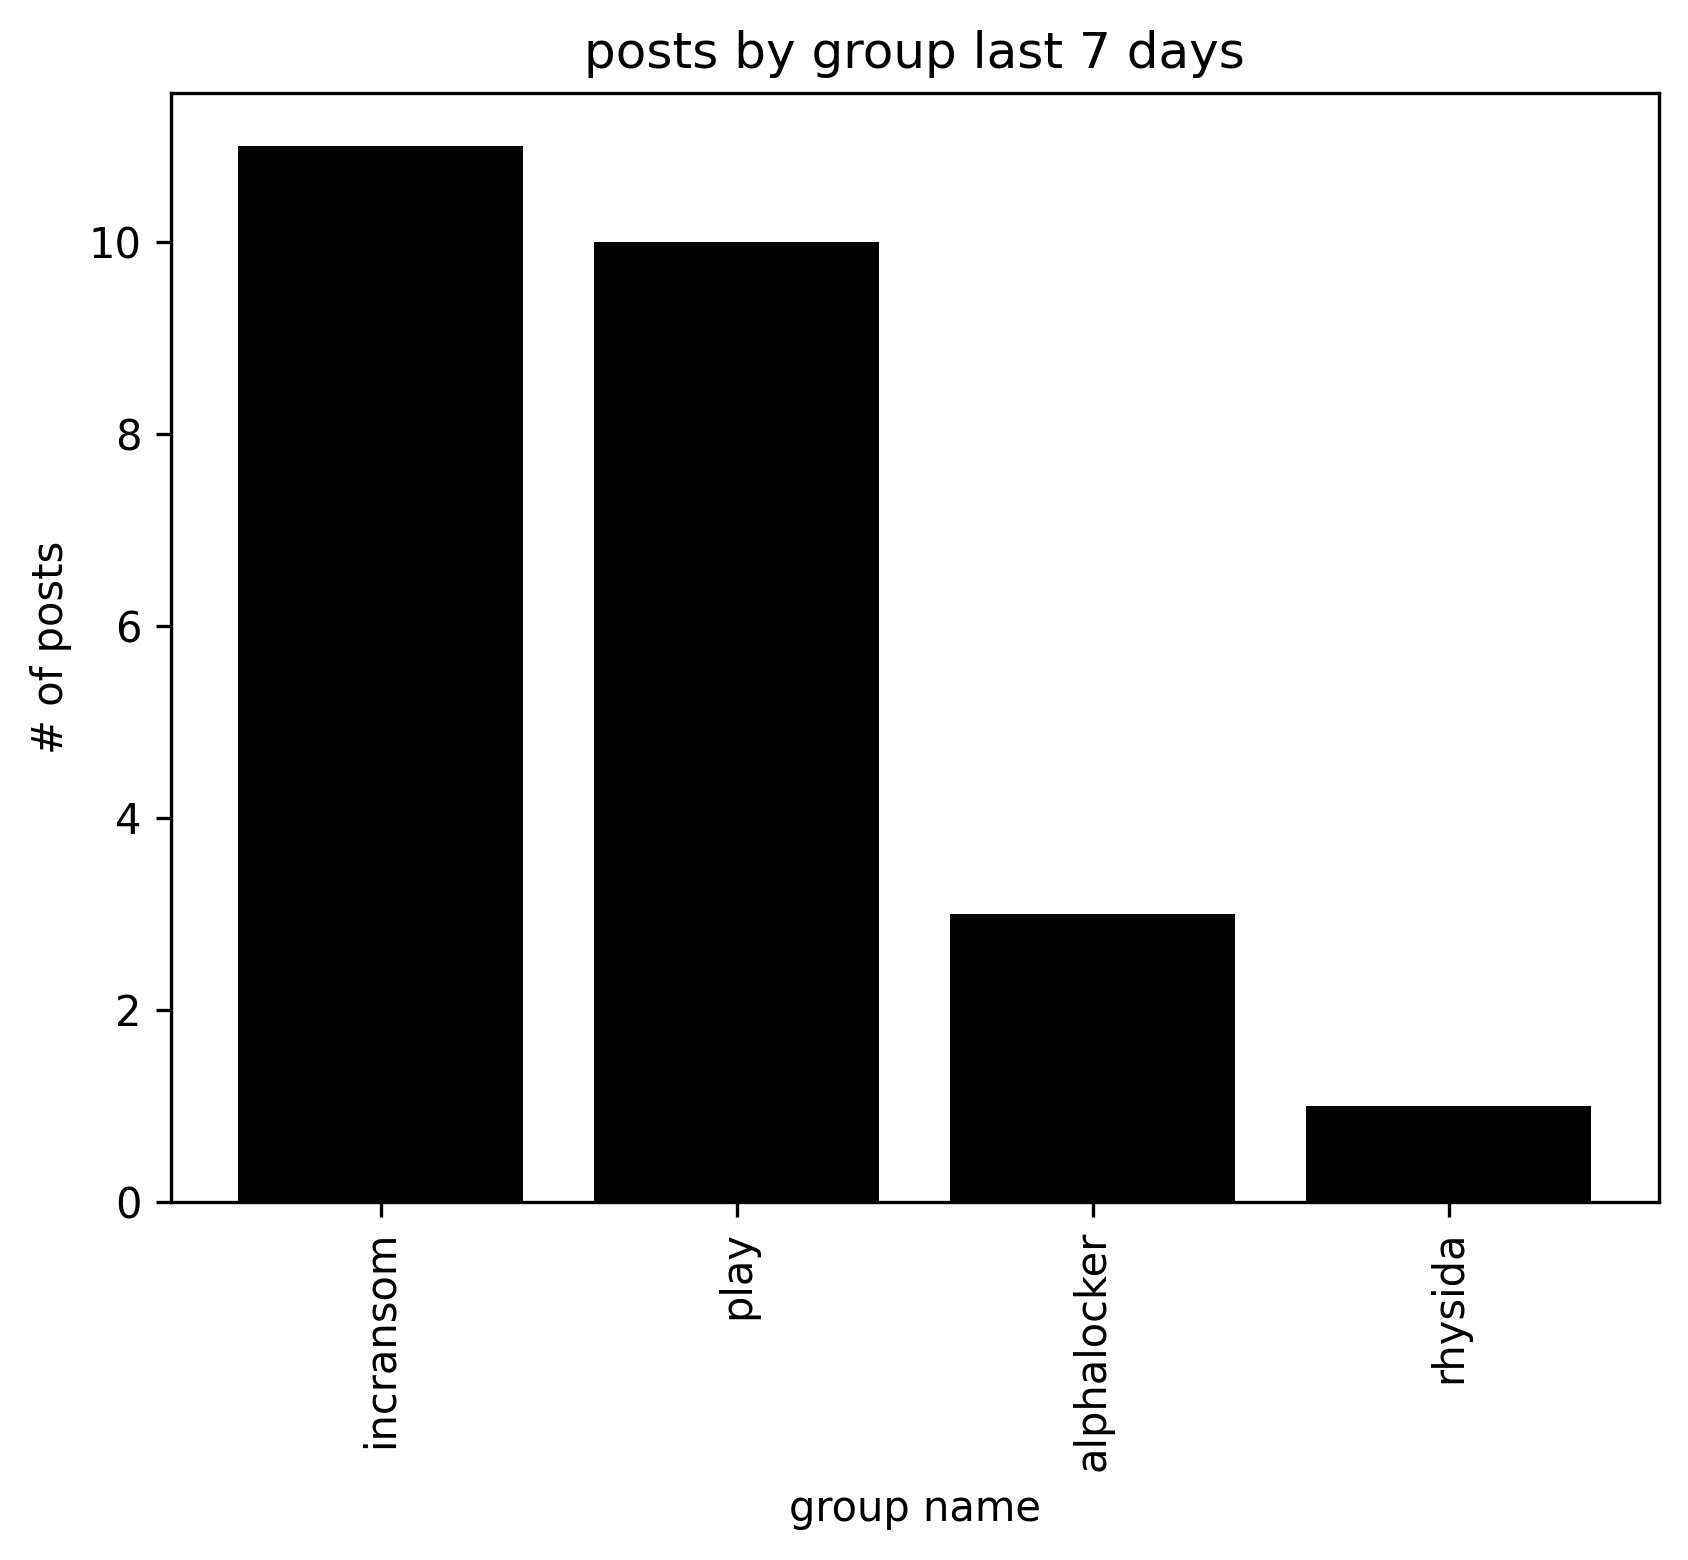 posts by group last 7 days
10
8
6
4
2
0
# of posts
incransom
play
alphalocker
rhysida
group name